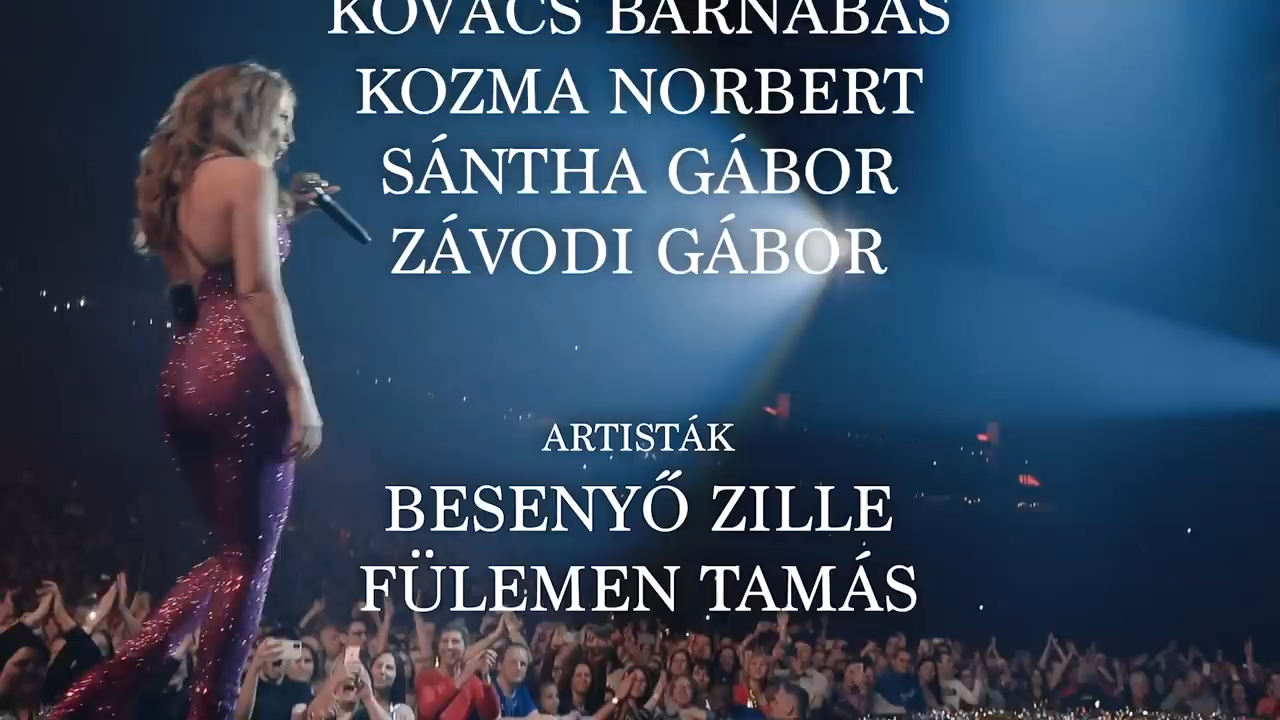 KOVÁCS BARNABÁS
KOZMA NORBERT
SÁNTHA GÁBOR
ZÁVODI GÁBOR
ARTISTÁK
BESENYŐ ZILLE
FÜLEMEN TAMÁS